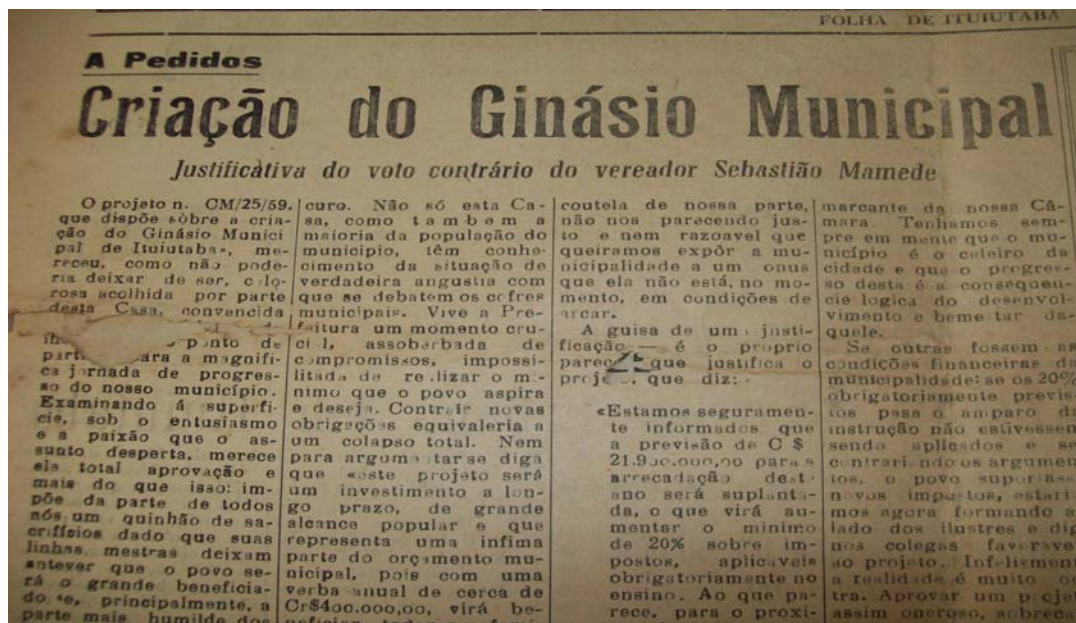 FOLHA DE ITUIUTABA
A Pedidos
Criação do Ginásio Municipal
Justificativa do voto contrário do vereador Sebastião Mamede
O projeto n. CM/25/59,
que dispõe sôbre a cria-
ção do Ginásio Munici
pal de Ituiutaba», me-
receu, como não pode-
ria deixar de ser, calo-
rosa acolhida por parte
desta Casa, convencida
ponto de
para a magnifi-
ca jornada de progres-
so do nosso município.
Examinando á superfi-
cie, sob o entusiasmo
e a paixão que o as-
sunto desperta, merece
ele total aprovação e
mais do que isso: im-
põe da parte de todos
nós um quinhão de sa-
crifícios dado que suas
linhas mestras deixam
antever que o povo se-
rá o grande beneficia-
do e, principalmente, a
parte mais humilde dos
curo. Não só esta Ca-
sa, como tambem a
maioria da população do
municipio, têm conhe-
cimento da situação de
verdadeira angustia com
que se debatem os cofres
municipais. Vive a Pre-
feitura um momento cru-
cial, assoberbada de
compromissos, impossi-
litada de realizar o mi-
nimo que o povo aspira
e deseja. Contrair novas
obrigações equivaleria a
um colapso total. Nem
para argumentar se diga
que «este projeto será
um investimento a lon-
go prazo, de grande
alcance popular e que
representa uma infima
parte do orçamento mu-
nicipal, pois com uma
verba anual de cerca de
Cr$400.000,00, virá be-
coutela de nossa parte,
não nos parecendo jus-
to e nem razoavel que
queiramos expôr a mu-
nicipalidade a um onus
que ela não está, no mo-
mento, em condições de
arcar.
A guisa de uma justi-
ficação — é o proprio
parecer que justifica o
projeto, que diz:
«Estamos seguramen-
te informados que
a previsão de C $
21.900.000,00 para a
arrecadação deste
ano será suplanta-
da, o que virá au-
mentar o minimo
de 20% sobre im-
postos, aplicaveis
obrigatoriamente no
ensino. Ao que pa-
rece, para o proxi-
marcante da nossa Câ-
mara. Tenhamos sem-
pre em mente que o mu-
nicípio é o celeiro da
cidade e que o progres-
so desta é a consequen-
cie logica do desenvol-
vimento e bem estar da-
quele.
Se outras fossem as
condições financeiras da
municipalidade: se os 20%
obrigatoriamente previs-
tos pasa o amparo da
instrução não estivessem
sendo aplicados e se
contrariando os argumen
tos, o povo suportasse
novos impostos, estari
mos agora formando a
lado dos ilustres e dig
nos colegas favoravei
ao projeto. Infelisment
a realidade é muito ou
tra. Aprovar um projet
assim oneroso, sobrec